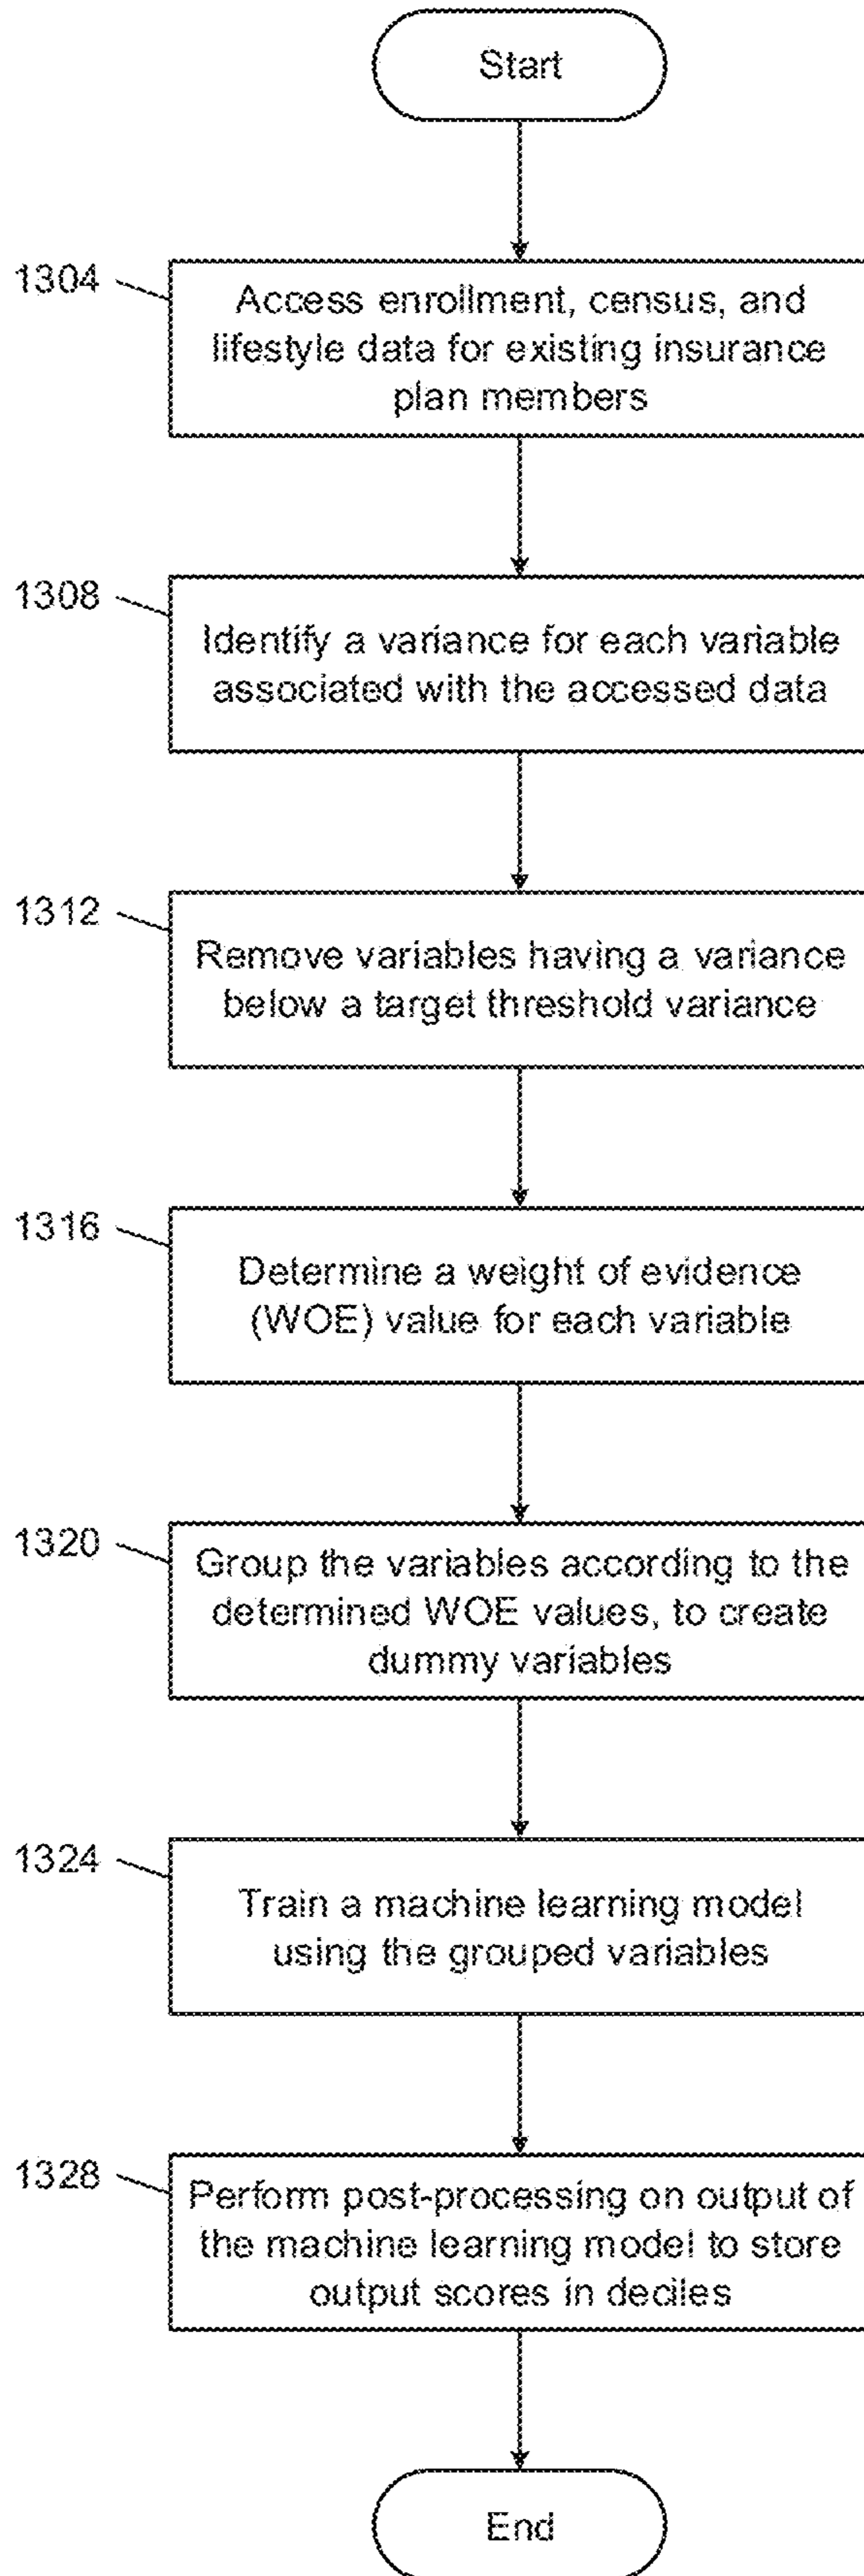 Start
1304
Access enrollment, census, and
lifestyle data for existing insurance
plan members
1308
Identify a variance for each variable
associated with the accessed data
1312
Remove variables having a variance
below a target threshold variance
1316
Determine a weight of evidence
(WOE) value for each variable
1320
Group the variables according to the
determined WOE values, to create
dummy variables
1324
Train a machine learning model
using the grouped variables
1328
Perform post-processing on output of
the machine learning model to store
output scores in deciles
End